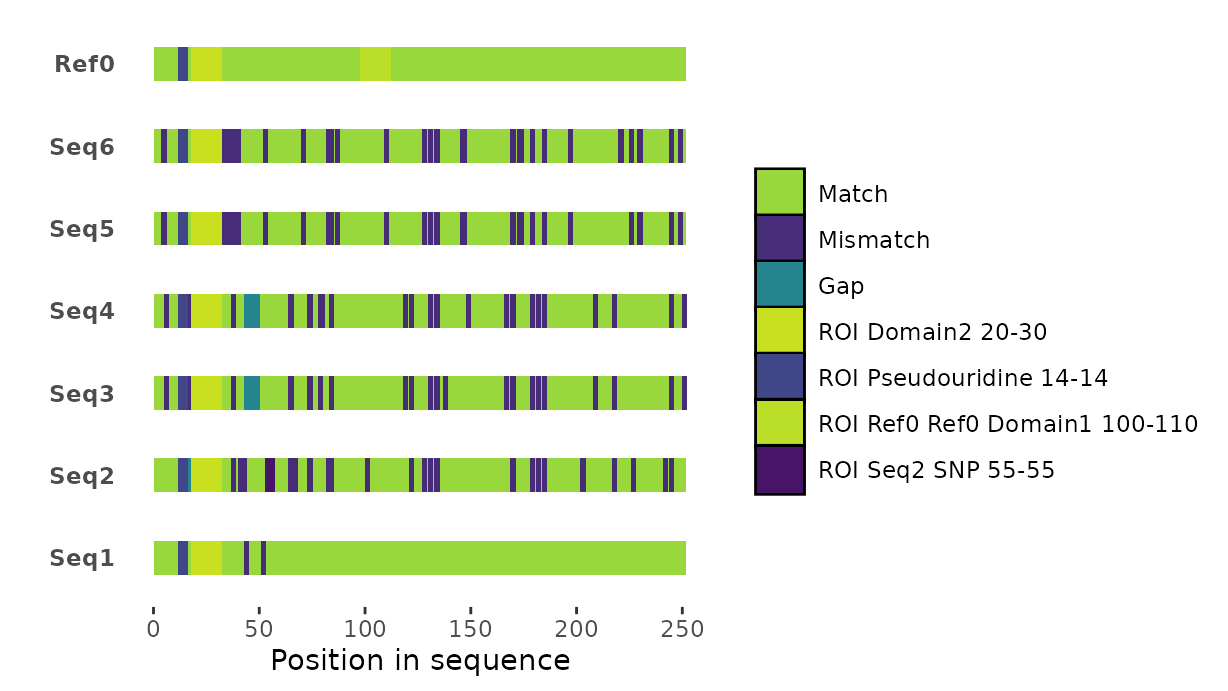 Ref0
Seq6
Seq5
Seq4
Seq3
Seq2
Seq1
0 50 100 150 200 250
Position in sequence
Match
Mismatch
Gap
ROI Domain2 20-30
ROI Pseudouridine 14-14
ROI Ref0 Ref0 Domain1 100-110
ROI Seq2 SNP 55-55